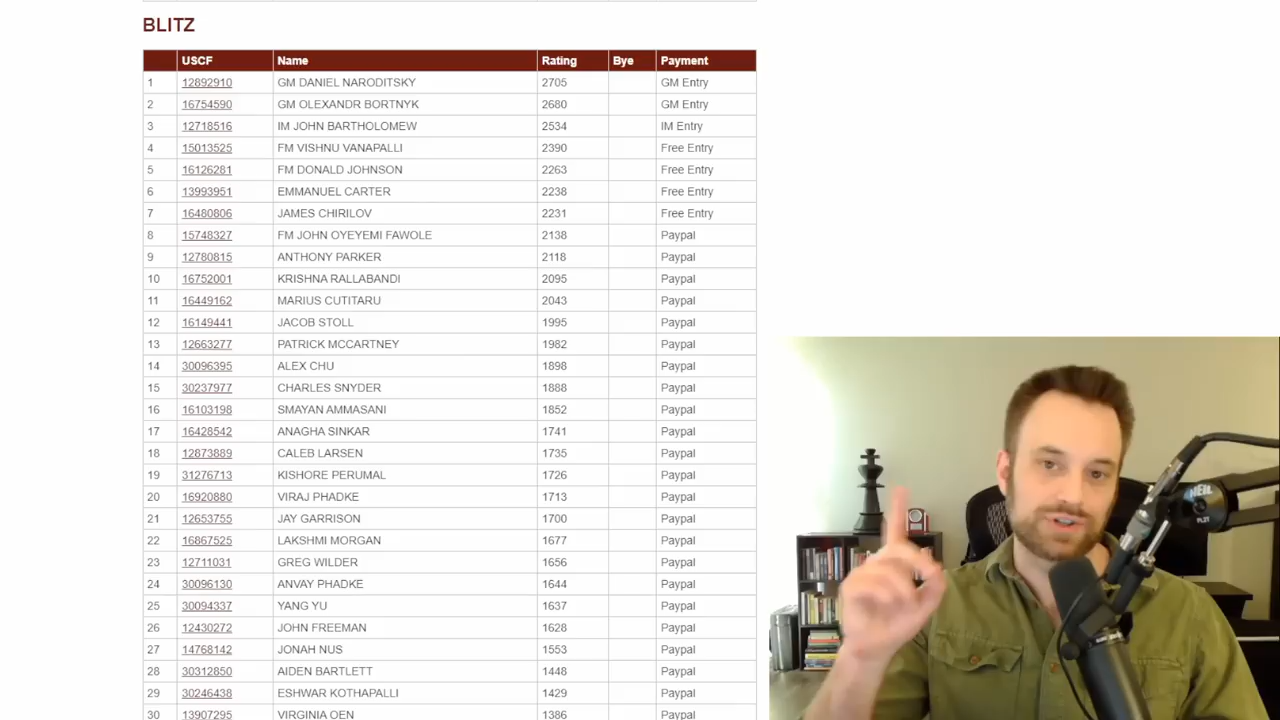 BLITZ
USCF Name Rating Bye Payment
1 12892910 GM DANIEL NARODITSKY 2705 GM Entry
2 16754590 GM OLEXANDR BORTNYK 2680 GM Entry
3 12718516 IM JOHN BARTHOLOMEW 2534 IM Entry
4 15013525 FM VISHNU VANAPALLI 2390 Free Entry
5 16126281 FM DONALD JOHNSON 2263 Free Entry
6 13993951 EMMANUEL CARTER 2238 Free Entry
7 16480806 JAMES CHIRILOV 2231 Free Entry
8 15748327 FM JOHN OYEYEMI FAWOLE 2138 Paypal
9 12780815 ANTHONY PARKER 2118 Paypal
10 16752001 KRISHNA RALLABANDI 2095 Paypal
11 16449162 MARIUS CUTITARU 2043 Paypal
12 16149441 JACOB STOLL 1995 Paypal
13 12663277 PATRICK MCCARTNEY 1982 Paypal
14 30096395 ALEX CHU 1898 Paypal
15 30237977 CHARLES SNYDER 1888 Paypal
16 16103198 SMAYAN AMMASANI 1852 Paypal
17 16428542 ANAGHA SINKAR 1741 Paypal
18 12873889 CALEB LARSEN 1735 Paypal
19 31276713 KISHORE PERUMAL 1726 Paypal
20 16920880 VIRAJ PHADKE 1713 Paypal
21 12653755 JAY GARRISON 1700 Paypal
22 16867525 LAKSHMI MORGAN 1677 Paypal
23 12711031 GREG WILDER 1656 Paypal
24 30096130 ANVAY PHADKE 1644 Paypal
25 30094337 YANG YU 1637 Paypal
26 12430272 JOHN FREEMAN 1628 Paypal
27 14768142 JONAH NUS 1553 Paypal
28 30312850 AIDEN BARTLETT 1448 Paypal
29 30246438 ESHWAR KOTHAPALLI 1429 Paypal
30 13907295 VIRGINIA OEN 1386 Paypal